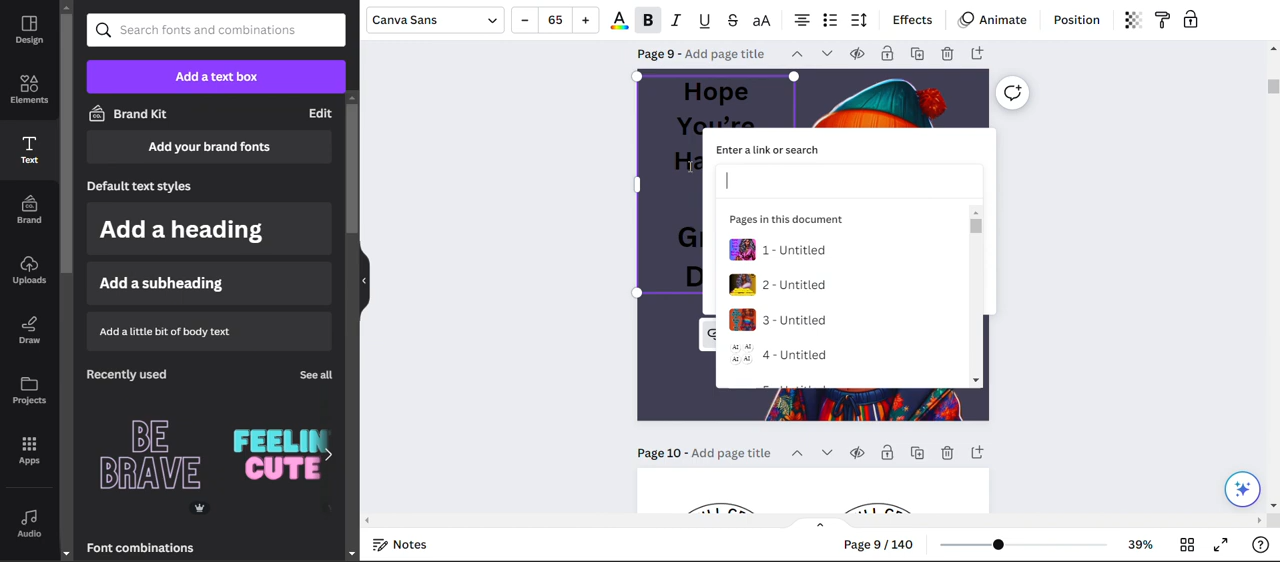 Canva Sans
65
B
I
U
S
aA
Effects
Animate
Position
Design
Elements
Text
Brand
Uploads
Draw
Projects
Apps
Audio
Search fonts and combinations
Add a text box
Brand Kit
Edit
Add your brand fonts
Default text styles
Add a heading
Add a subheading
Add a little bit of body text
Recently used
See all
BE
BRAVE
FEELIN
CUTE
Font combinations
Page 9 - Add page title
Hope
You're
Enter a link or search
Pages in this document
1 - Untitled
2 - Untitled
3 - Untitled
4 - Untitled
Page 10 - Add page title
Notes
Page 9 / 140
39%